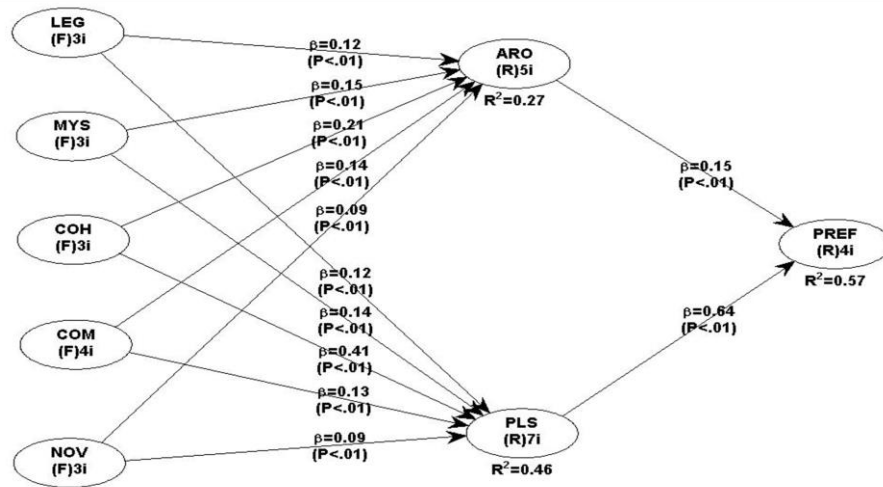 LEG
(F)3i
MYS
(F)3i
COH
(F)3i
COM
(F)4i
NOV
(F)3i
β=0.12
(P<.01)
β=0.15
(P<.01)
β=0.21
(P<.01)
β=0.14
(P<.01)
β=0.09
(P<.01)
β=0.12
(P<.01)
β=0.14
(P<.01)
β=0.41
(P<.01)
β=0.13
(P<.01)
β=0.09
(P<.01)
ARO
(R)5i
R²=0.27
PLS
(R)7i
R²=0.46
β=0.15
(P<.01)
β=0.64
(P<.01)
PREF
(R)4i
R²=0.57